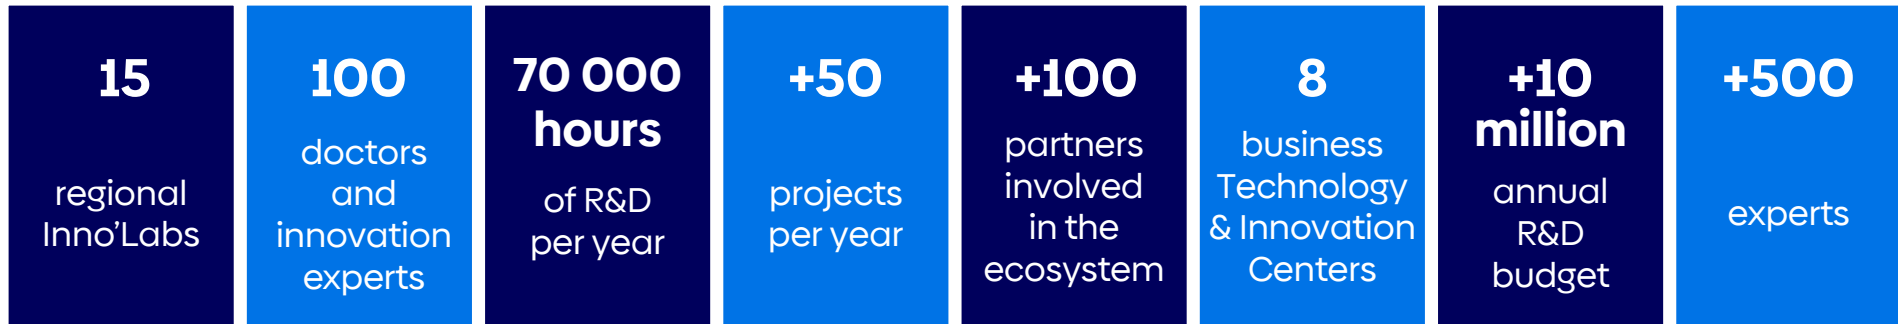 15
regional
Inno'Labs
100
doctors
and
innovation
experts
70 000
hours
of R&D
per year
+50
projects
per year
+100
partners
involved
in the
ecosystem
8
business
Technology
& Innovation
Centers
+10
million
annual
R&D
budget
+500
experts